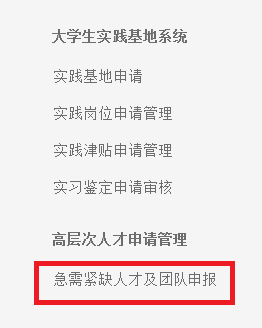 大学生实践基地系统
实践基地申请
实践岗位申请管理
实践津贴申请管理
实习鉴定申请审核
高层次人才申请管理
急需紧缺人才及团队申报